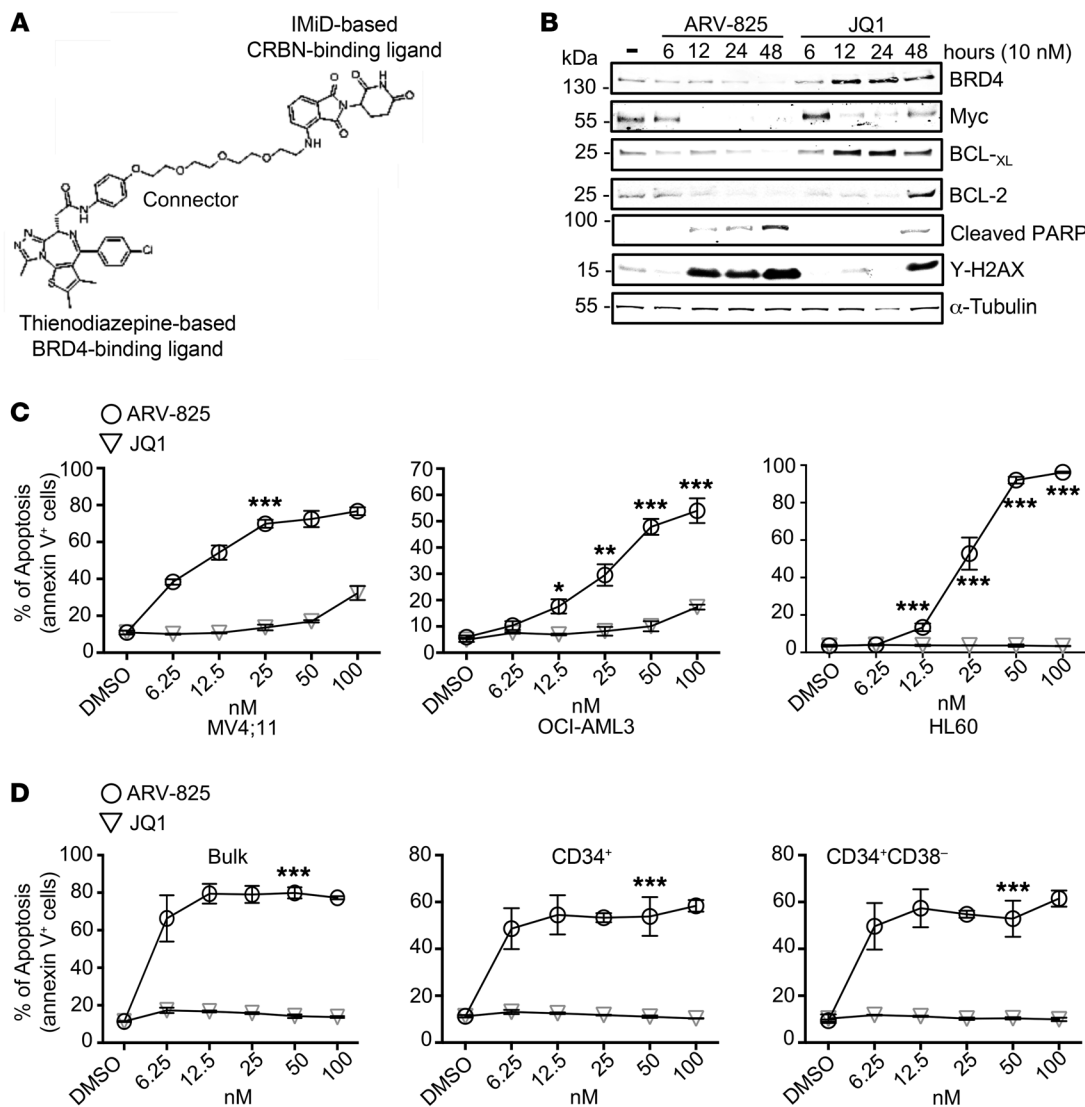 A
IMiD-based
CRBN-binding ligand
Connector
Thienodiazepine-based
BRD4-binding ligand
B
ARV-825 JQ1
kDa – 6 12 24 48 6 12 24 48 hours (10 nM)
130 - BRD4
55 - Myc
25 - BCL-XL
25 - BCL-2
100 - Cleaved PARP
15 - Y-H2AX
55 - α-Tubulin
C
ARV-825
JQ1
% of Apoptosis
(annexin V⁺ cells)
100
80
60
40
20
0
***
DMSO 6.25 12.5 25 50 100
nM
MV4;11
70
60
50
40
30
20
10
0
* ** *** ***
DMSO 6.25 12.5 25 50 100
nM
OCI-AML3
100
80
60
40
20
0
*** *** *** ***
DMSO 6.25 12.5 25 50 100
nM
HL60
D
ARV-825
JQ1
% of Apoptosis
(annexin V⁺ cells)
Bulk
100
80
60
40
20
0
***
DMSO 6.25 12.5 25 50 100
nM
CD34⁺
80
60
40
20
0
***
DMSO 6.25 12.5 25 50 100
nM
CD34⁺CD38⁻
80
60
40
20
0
***
DMSO 6.25 12.5 25 50 100
nM